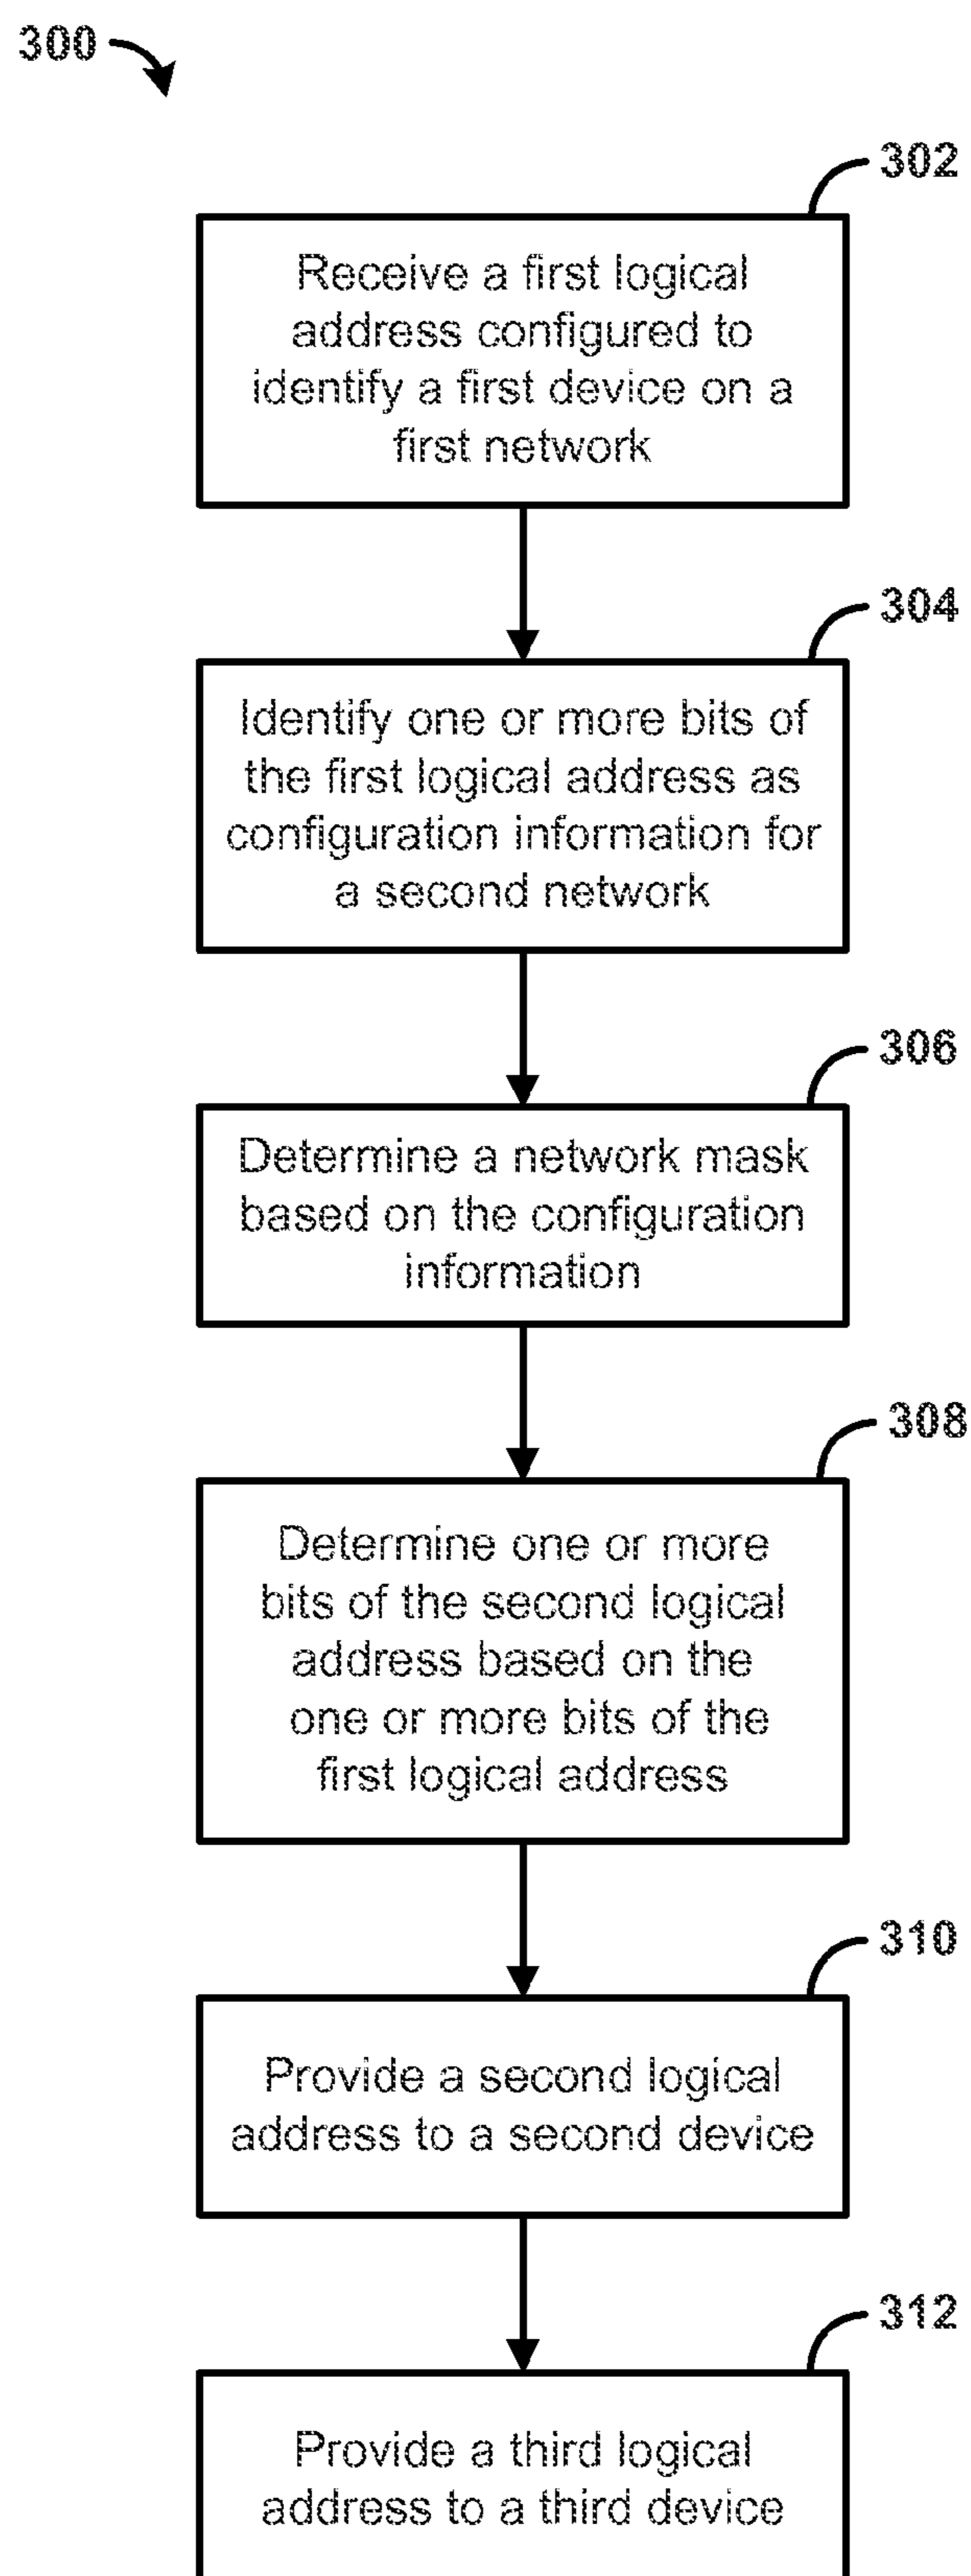 300
302
Receive a first logical
address configured to
identify a first device on a
first network
304
Identify one or more bits of
the first logical address as
configuration information for
a second network
306
Determine a network mask
based on the configuration
information
308
Determine one or more
bits of the second logical
address based on the
one or more bits of the
first logical address
310
Provide a second logical
address to a second device
312
Provide a third logical
address to a third device